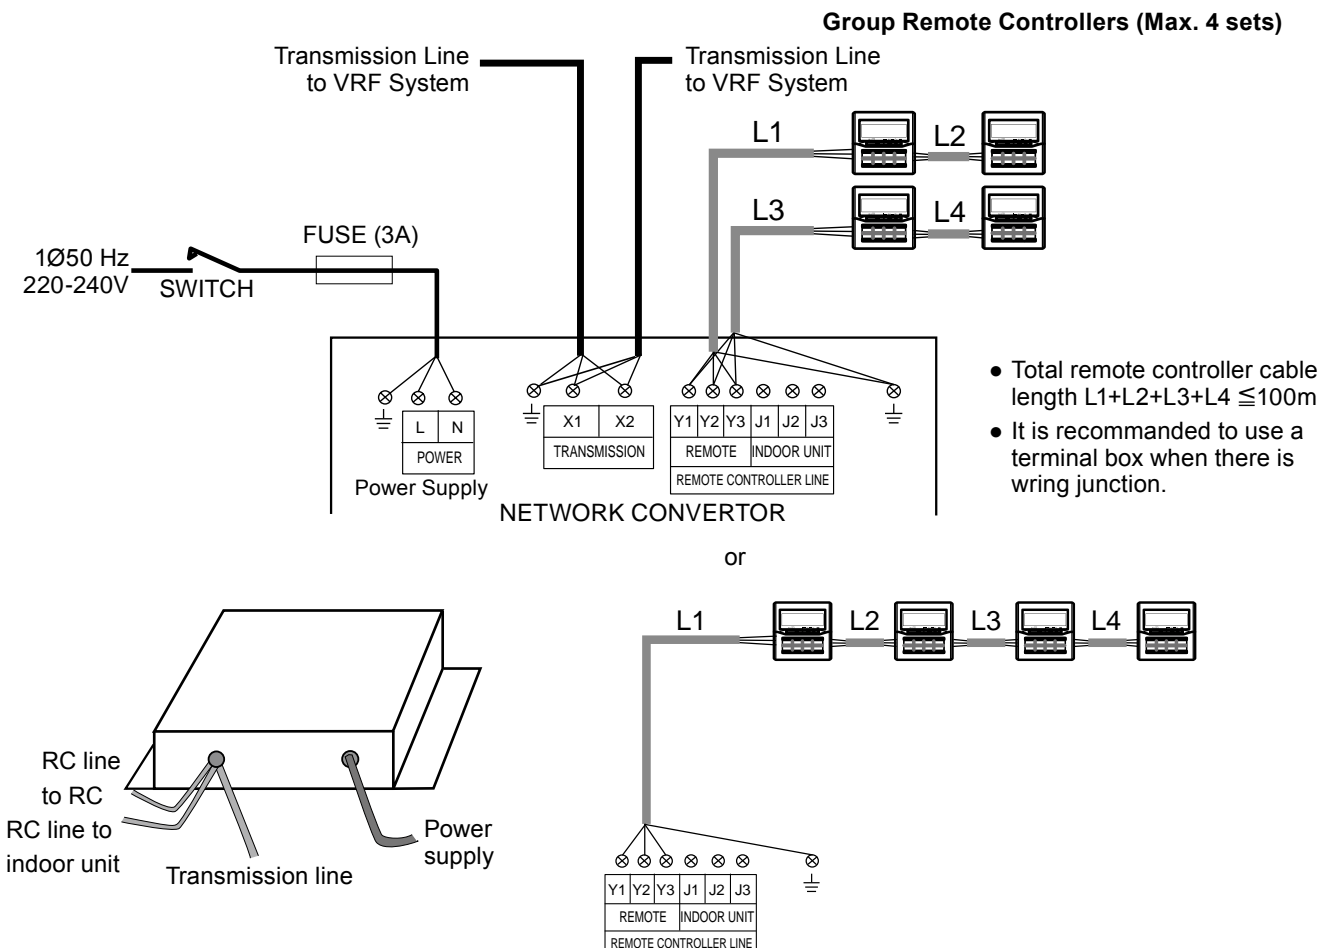 Group Remote Controllers (Max. 4 sets)
Transmission Line
to VRF System
Transmission Line
to VRF System
L1
L2
L3
L4
FUSE (3A)
1Ø50 Hz
220-240V
SWITCH
L N
POWER
Power Supply
X1 X2
TRANSMISSION
Y1 Y2 Y3 J1 J2 J3
REMOTE INDOOR UNIT
REMOTE CONTROLLER LINE
NETWORK CONVERTOR
● Total remote controller cable
length L1+L2+L3+L4 ≦100m
● It is recommanded to use a
terminal box when there is
wring junction.
or
L1 L2 L3 L4
RC line
to RC
RC line to
indoor unit
Transmission line
Power
supply
Y1 Y2 Y3 J1 J2 J3
REMOTE INDOOR UNIT
REMOTE CONTROLLER LINE